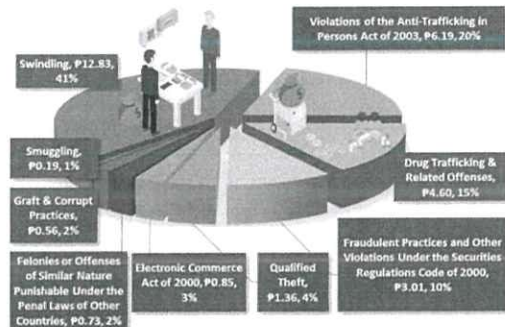 Violations of the Anti-Trafficking in
Persons Act of 2003, ₱6.19, 20%
Swindling, ₱12.83,
41%
Smuggling,
₱0.19, 1%
Drug Trafficking &
Related Offenses,
₱4.60, 15%
Graft & Corrupt
Practices,
₱0.56, 2%
Felonies or Offenses
of Similar Nature
Punishable Under the
Penal Laws of Other
Countries, ₱0.73, 2%
Electronic Commerce
Act of 2000, ₱0.85,
3%
Qualified
Theft,
₱1.36, 4%
Fraudulent Practices and Other
Violations Under the Securities
Regulations Code of 2000,
₱3.01, 10%